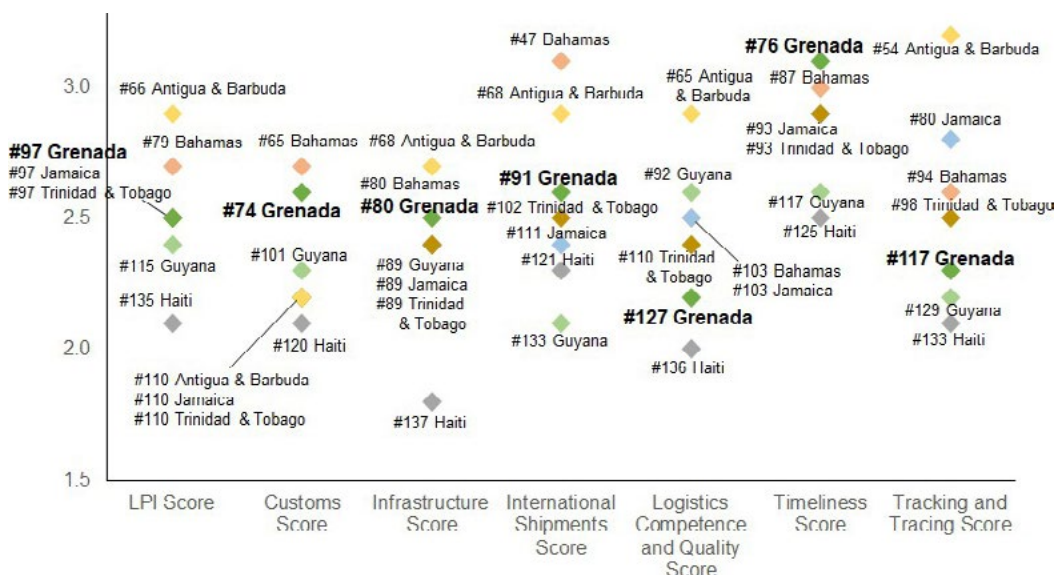 3.0
2.5
2.0
1.5
#66 Antigua & Barbuda
#79 Bahamas
#97 Grenada
#97 Jamaica
#97 Trinidad & Tobago
#115 Guyana
#135 Haiti
#65 Bahamas
#74 Grenada
#101 Guyana
#110 Antigua & Barbuda
#110 Jamaica
#110 Trinidad & Tobago
#120 Haiti
#68 Antigua & Barbuda
#80 Bahamas
#80 Grenada
#89 Guyana
#89 Jamaica
#89 Trinidad
& Tobago
#137 Haiti
#47 Bahamas
#68 Antigua & Barbuda
#91 Grenada
#102 Trinidad & Tobago
#111 Jamaica
#121 Haiti
#133 Guyana
#65 Antigua
& Barbuda
#92 Guyana
#103 Bahamas
#103 Jamaica
#110 Trinidad
& Tobago
#127 Grenada
#136 Haiti
#76 Grenada
#87 Bahamas
#93 Jamaica
#93 Trinidad & Tobago
#117 Guyana
#125 Haiti
#54 Antigua & Barbuda
#80 Jamaica
#94 Bahamas
#98 Trinidad & Tobago
#117 Grenada
#129 Guyana
#133 Haiti
LPI Score
Customs
Score
Infrastructure
Score
International
Shipments
Score
Logistics
Competence
and Quality
Score
Timeliness
Score
Tracking and
Tracing Score